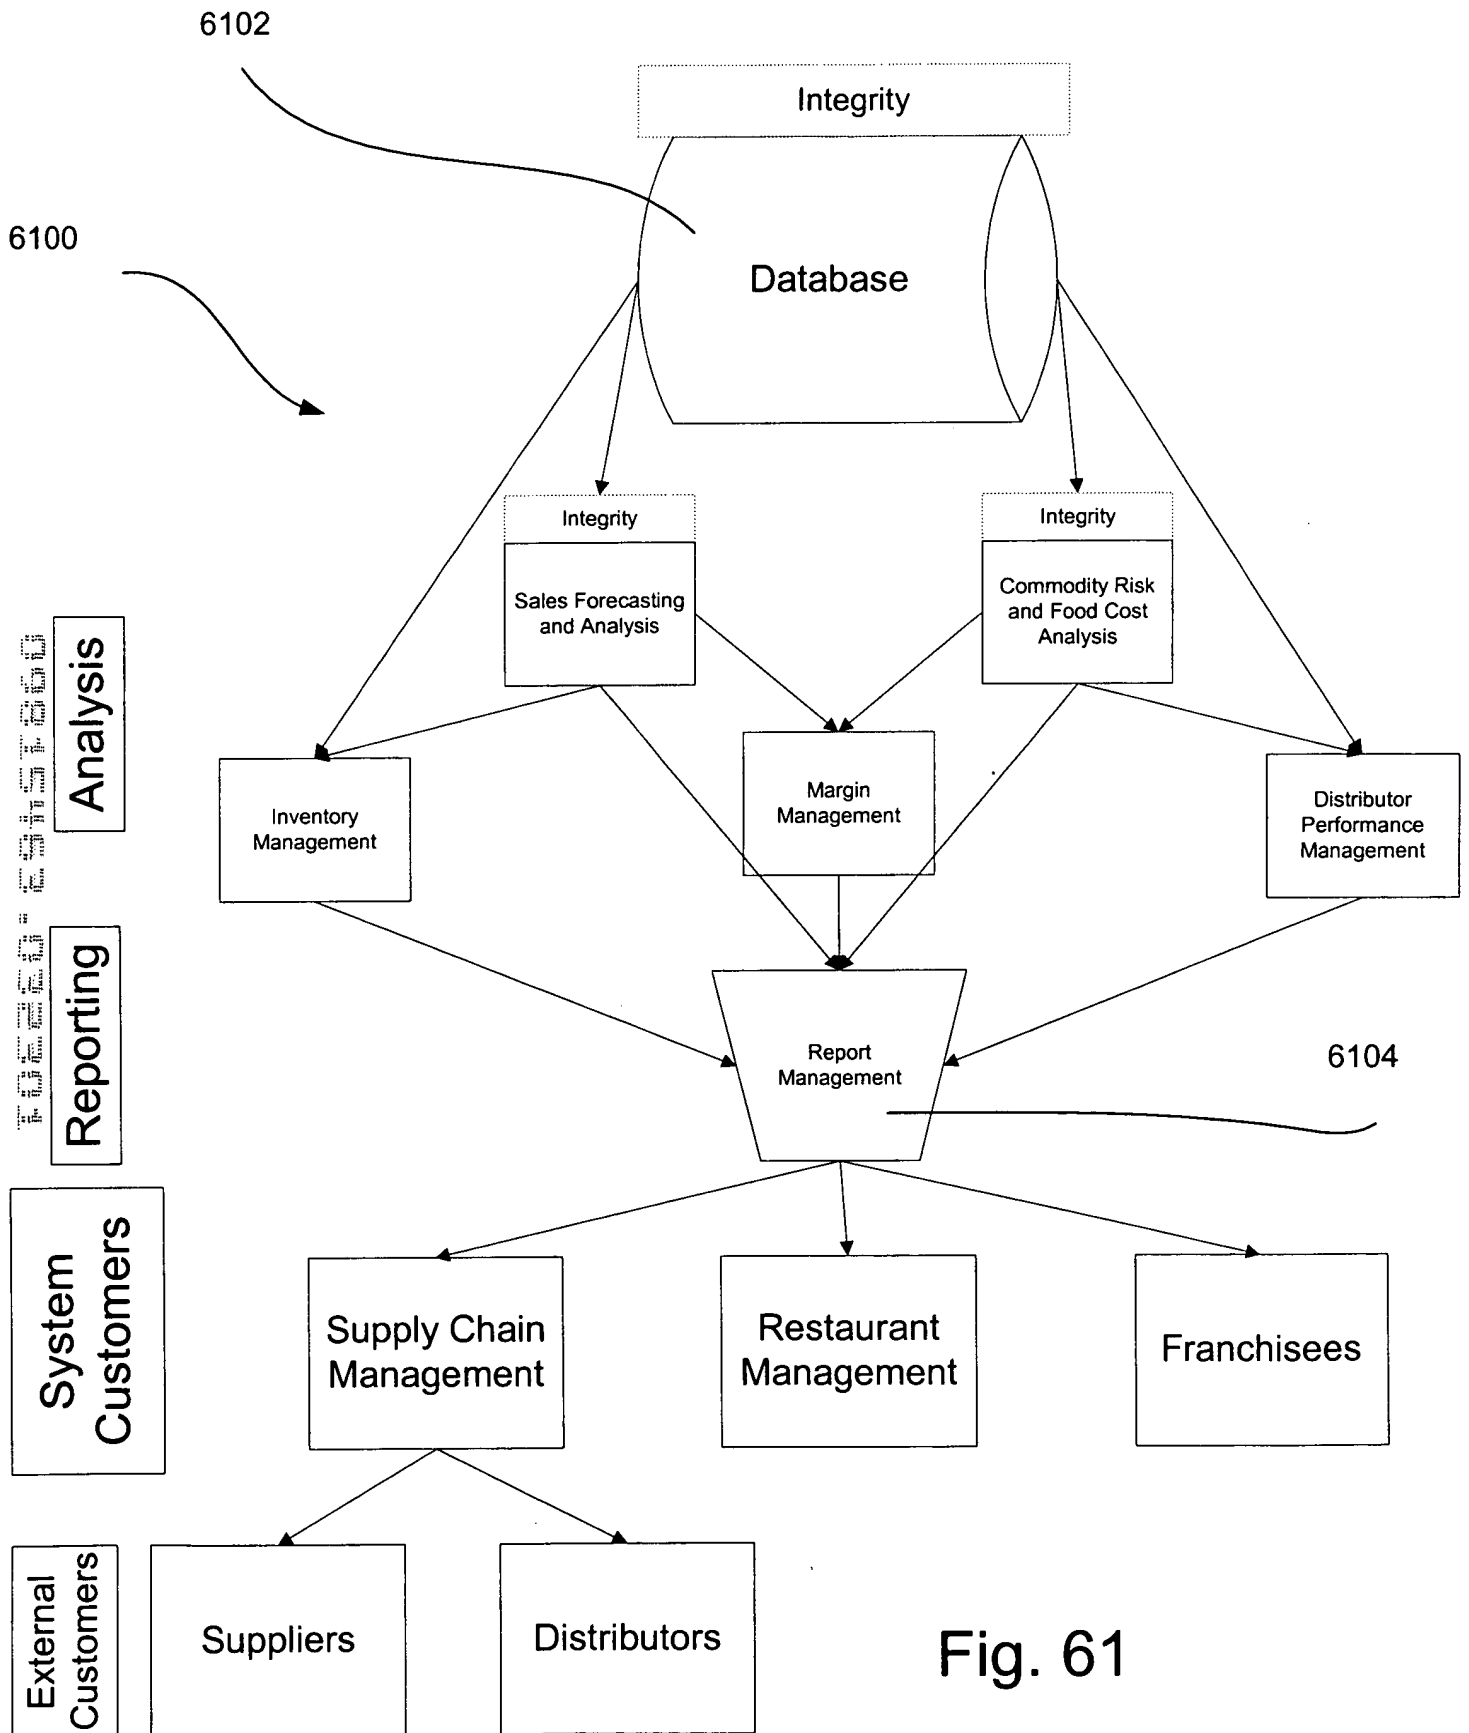 6102
Integrity
6100
Database
Integrity
Integrity
Sales Forecasting
and Analysis
Commodity Risk
and Food Cost
Analysis
Analysis
Inventory
Management
Margin
Management
Distributor
Performance
Management
Reporting
Report
Management
6104
System
Customers
Supply Chain
Management
Restaurant
Management
Franchisees
External
Customers
Suppliers
Distributors
Fig. 61